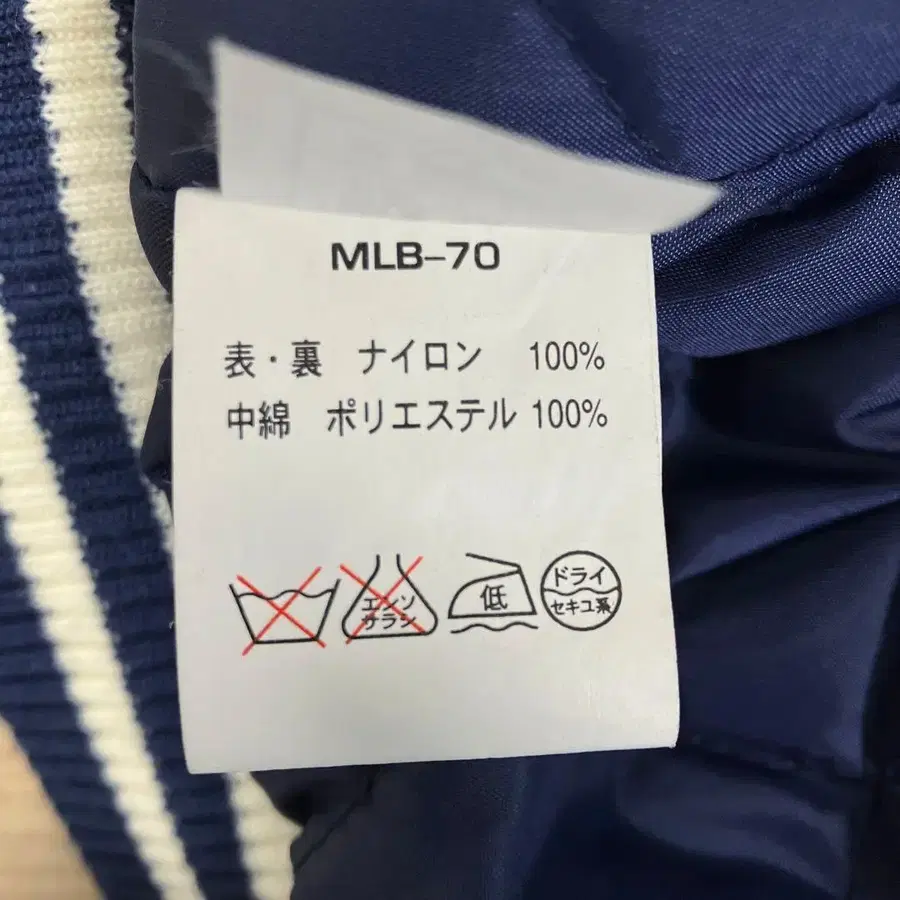 MLB-70
表・裏 ナイロン 100%
中綿 ポリエステル 100%
エンソ
サラシ
低
ドライ
セキユ系